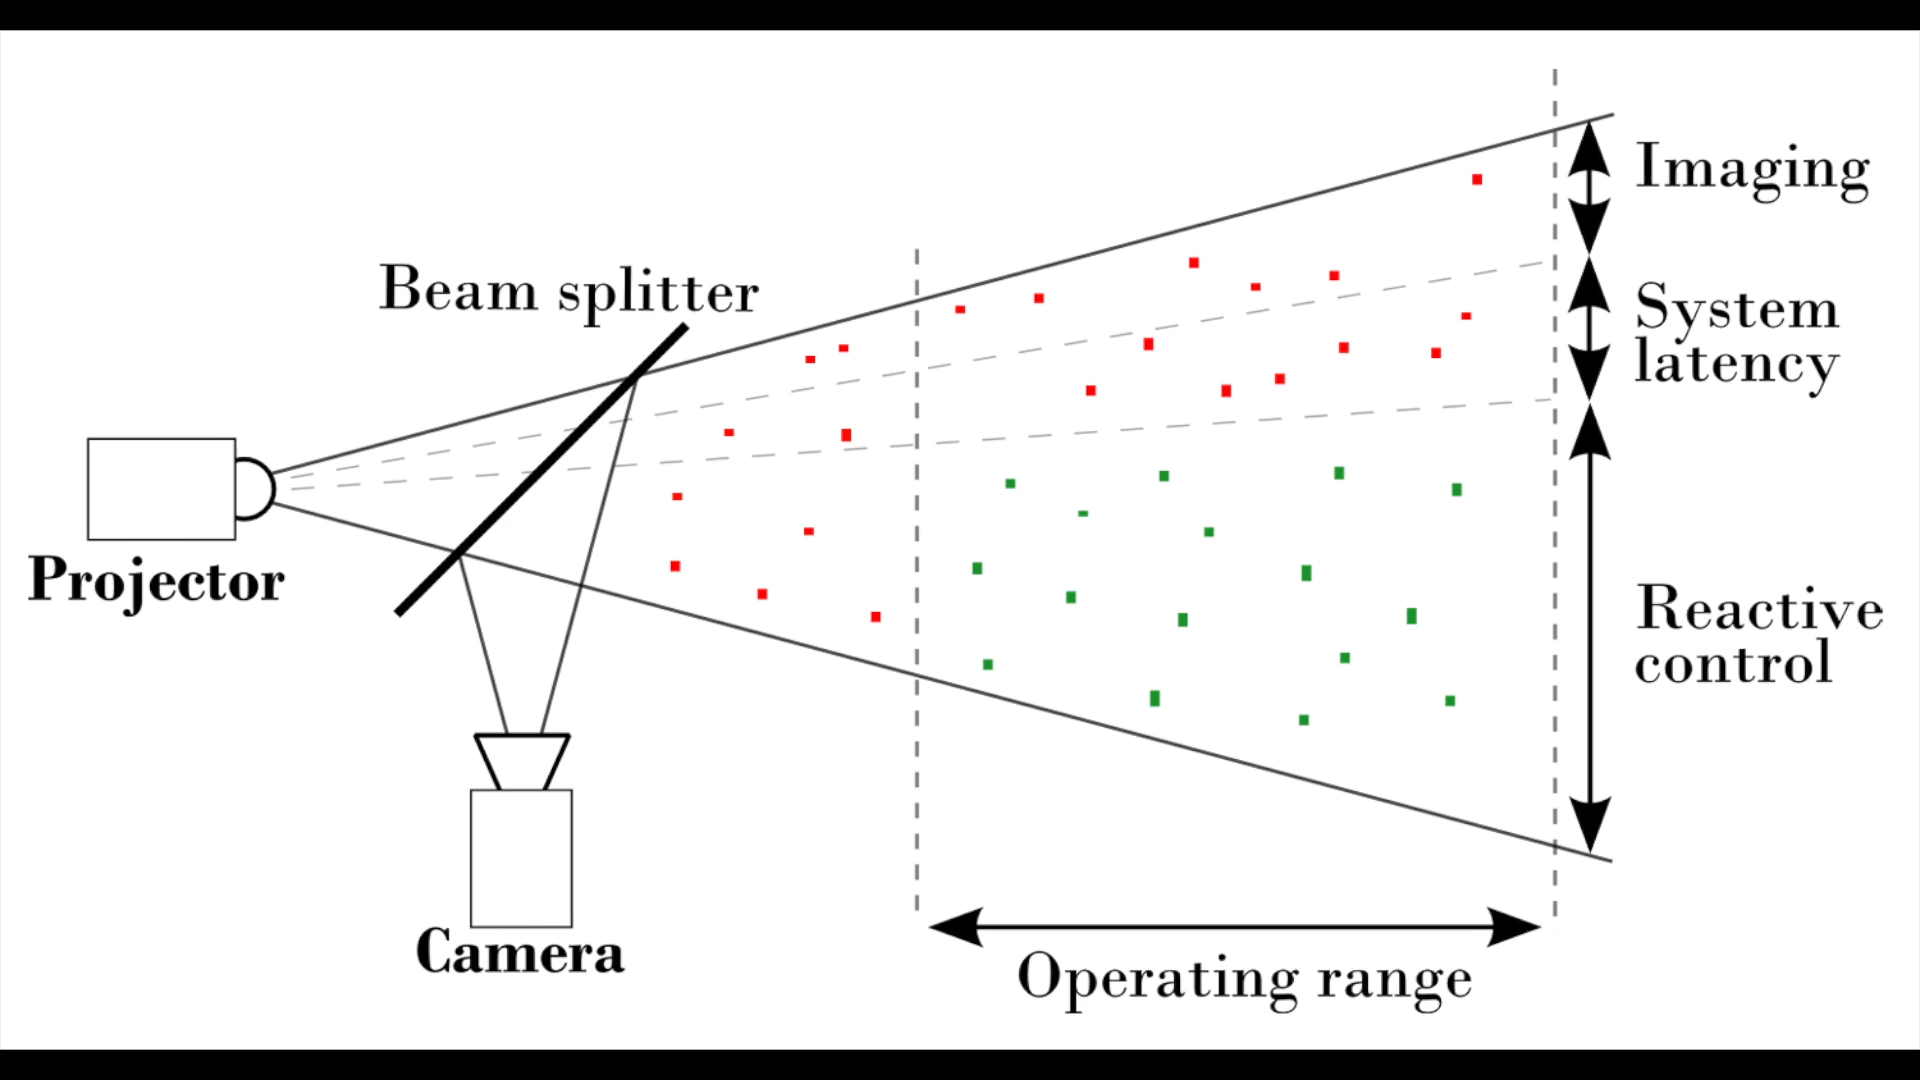 Imaging
Beam splitter
System
latency
Projector
Reactive
control
Camera
Operating range